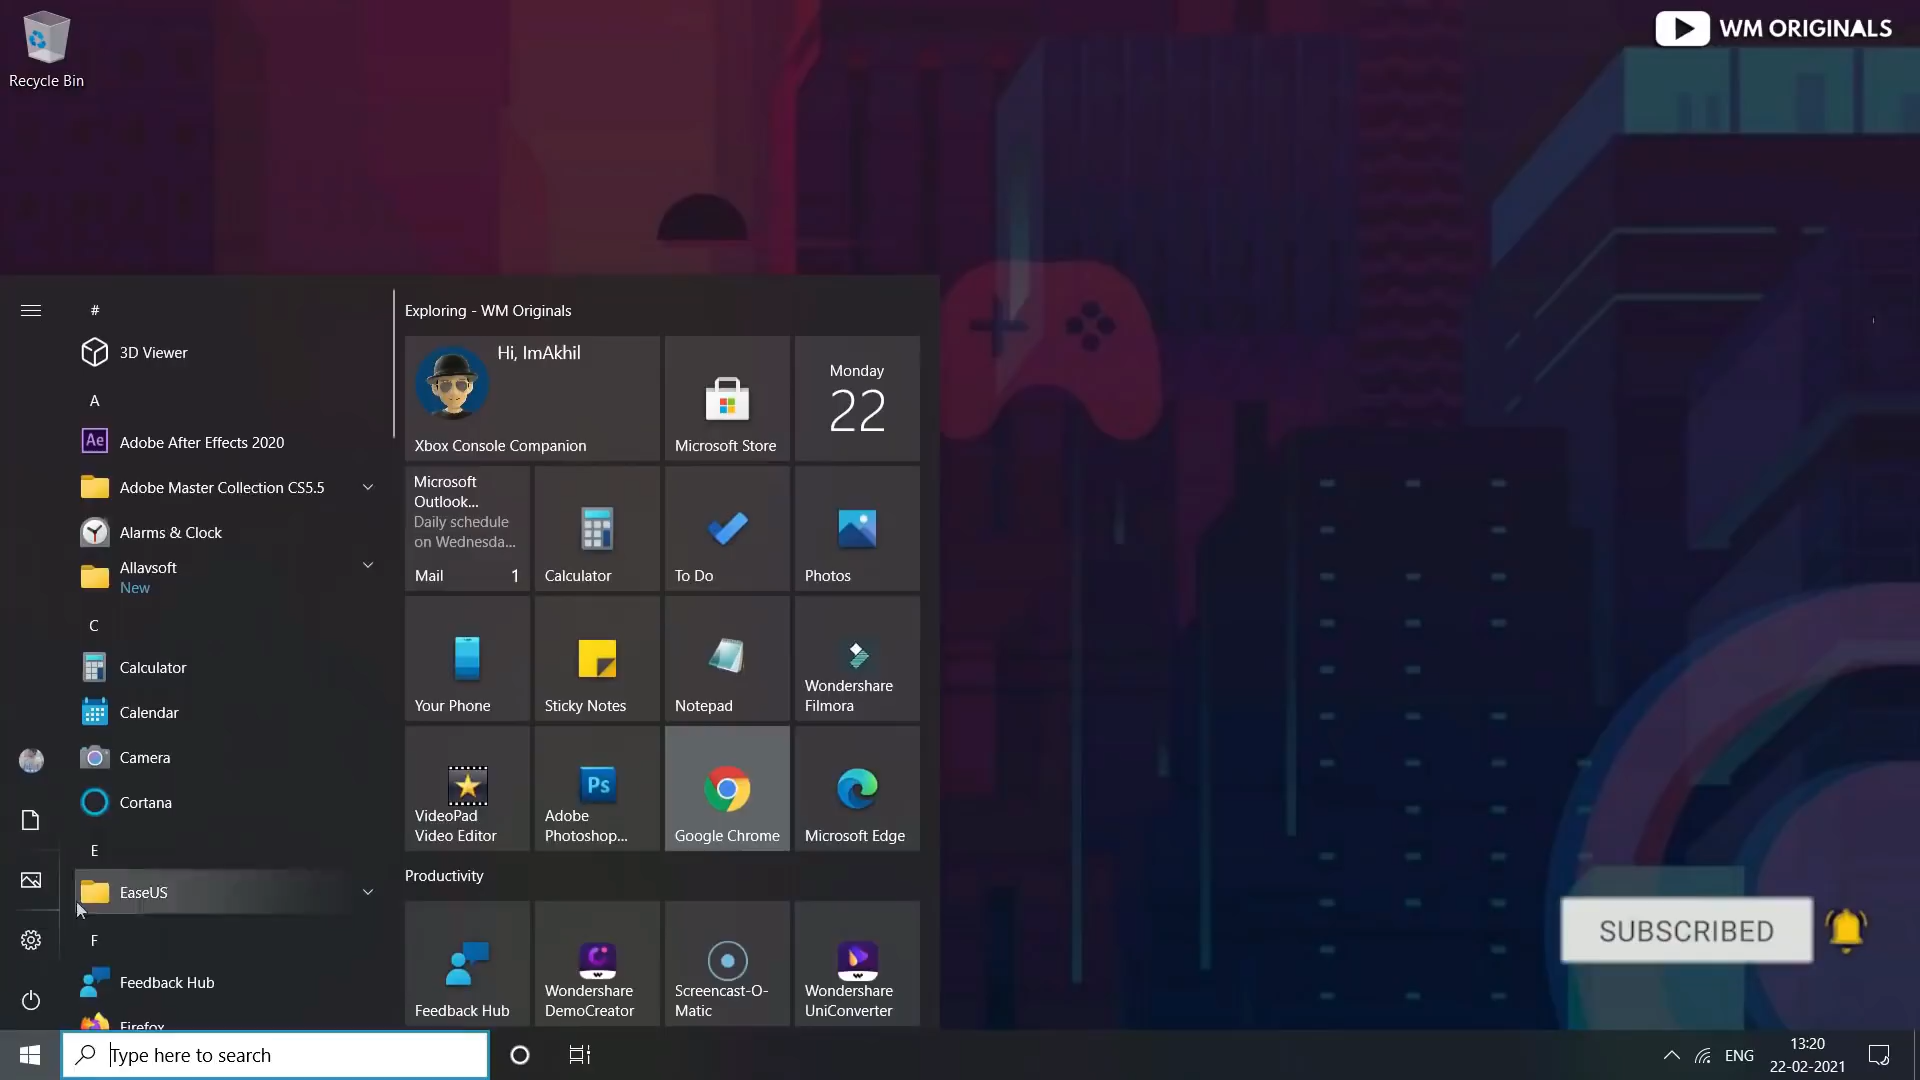 Recycle Bin
WM ORIGINALS
#
3D Viewer
A
Adobe After Effects 2020
Adobe Master Collection CS5.5
Alarms & Clock
Allavsoft
New
C
Calculator
Calendar
Camera
Cortana
E
EaseUS
F
Feedback Hub
Firefox
Exploring - WM Originals
Hi, ImAkhil
Xbox Console Companion
Microsoft Store
Monday
22
Microsoft
Outlook...
Daily schedule
on Wednesda...
Mail 1
Calculator
To Do
Photos
Your Phone
Sticky Notes
Notepad
Wondershare
Filmora
VideoPad
Video Editor
Ps
Adobe
Photoshop...
Google Chrome
Microsoft Edge
Productivity
Feedback Hub
Wondershare
DemoCreator
Screencast-O-
Matic
Wondershare
UniConverter
Ae
SUBSCRIBED
Type here to search
ENG
13:20
22-02-2021